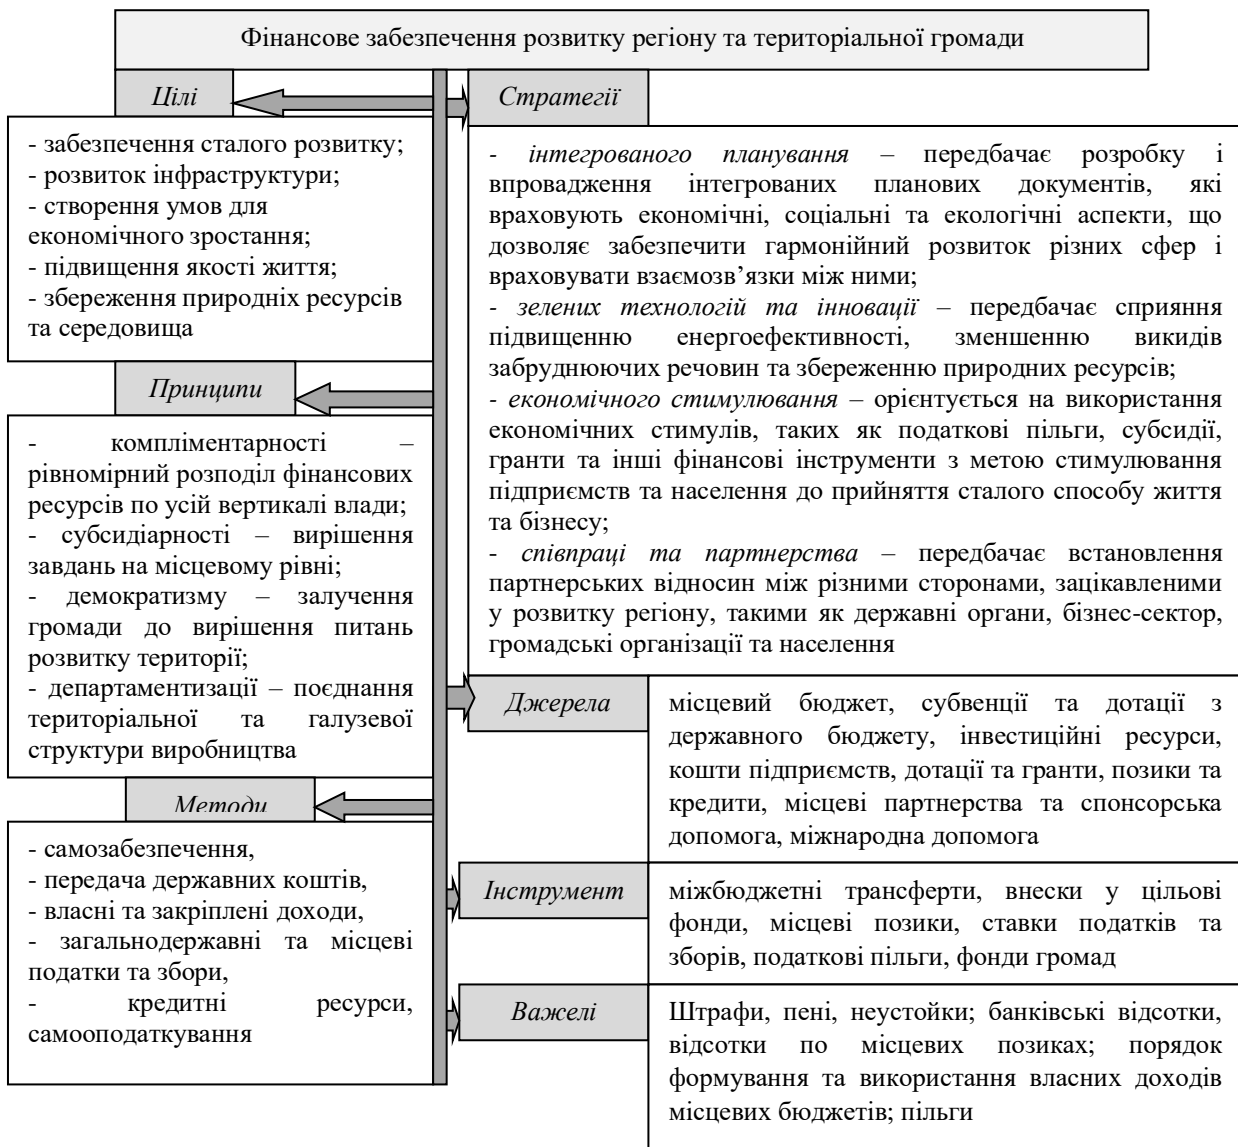 Фінансове забезпечення розвитку регіону та територіальної громади
Цілі
- забезпечення сталого розвитку;
- розвиток інфраструктури;
- створення умов для
економічного зростання;
- підвищення якості життя;
- збереження природніх ресурсів
та середовища
Принципи
- компліментарності –
рівномірний розподіл фінансових
ресурсів по усій вертикалі влади;
- субсидіарності – вирішення
завдань на місцевому рівні;
- демократизму – залучення
громади до вирішення питань
розвитку території;
- департаментизації – поєднання
територіальної та галузевої
структури виробництва
Методи
- самозабезпечення,
- передача державних коштів,
- власні та закріплені доходи,
- загальнодержавні та місцеві
податки та збори,
- кредитні ресурси,
самооподаткування
Стратегії
- інтегрованого планування – передбачає розробку і
впровадження інтегрованих планових документів, які
враховують економічні, соціальні та екологічні аспекти, що
дозволяє забезпечити гармонійний розвиток різних сфер і
враховувати взаємозв’язки між ними;
- зелених технологій та інновації – передбачає сприяння
підвищенню енергоефективності, зменшенню викидів
забруднюючих речовин та збереженню природних ресурсів;
- економічного стимулювання – орієнтується на використання
економічних стимулів, таких як податкові пільги, субсидії,
гранти та інші фінансові інструменти з метою стимулювання
підприємств та населення до прийняття сталого способу життя
та бізнесу;
- співпраці та партнерства – передбачає встановлення
партнерських відносин між різними сторонами, зацікавленими
у розвитку регіону, такими як державні органи, бізнес-сектор,
громадські організації та населення
Джерела
місцевий бюджет, субвенції та дотації з
державного бюджету, інвестиційні ресурси,
кошти підприємств, дотації та гранти, позики та
кредити, місцеві партнерства та спонсорська
допомога, міжнародна допомога
Інструмент
міжбюджетні трансферти, внески у цільові
фонди, місцеві позики, ставки податків та
зборів, податкові пільги, фонди громад
Важелі
Штрафи, пені, неустойки; банківські відсотки,
відсотки по місцевих позиках; порядок
формування та використання власних доходів
місцевих бюджетів; пільги